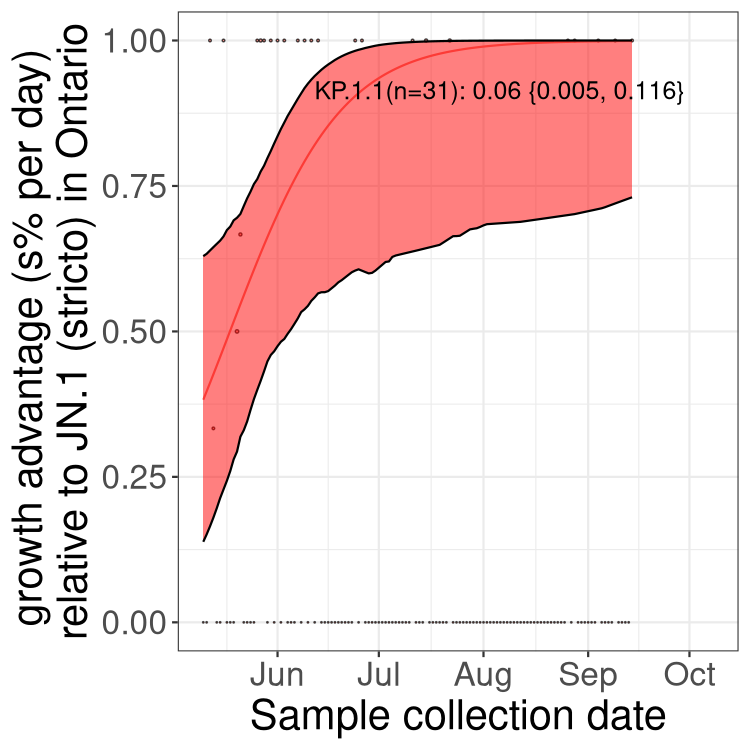 growth advantage (s% per day)
relative to JN.1 (stricto) in Ontario
1.00
0.75
0.50
0.25
0.00
KP.1.1(n=31): 0.06 {0.005, 0.116}
Jun Jul Aug Sep Oct
Sample collection date